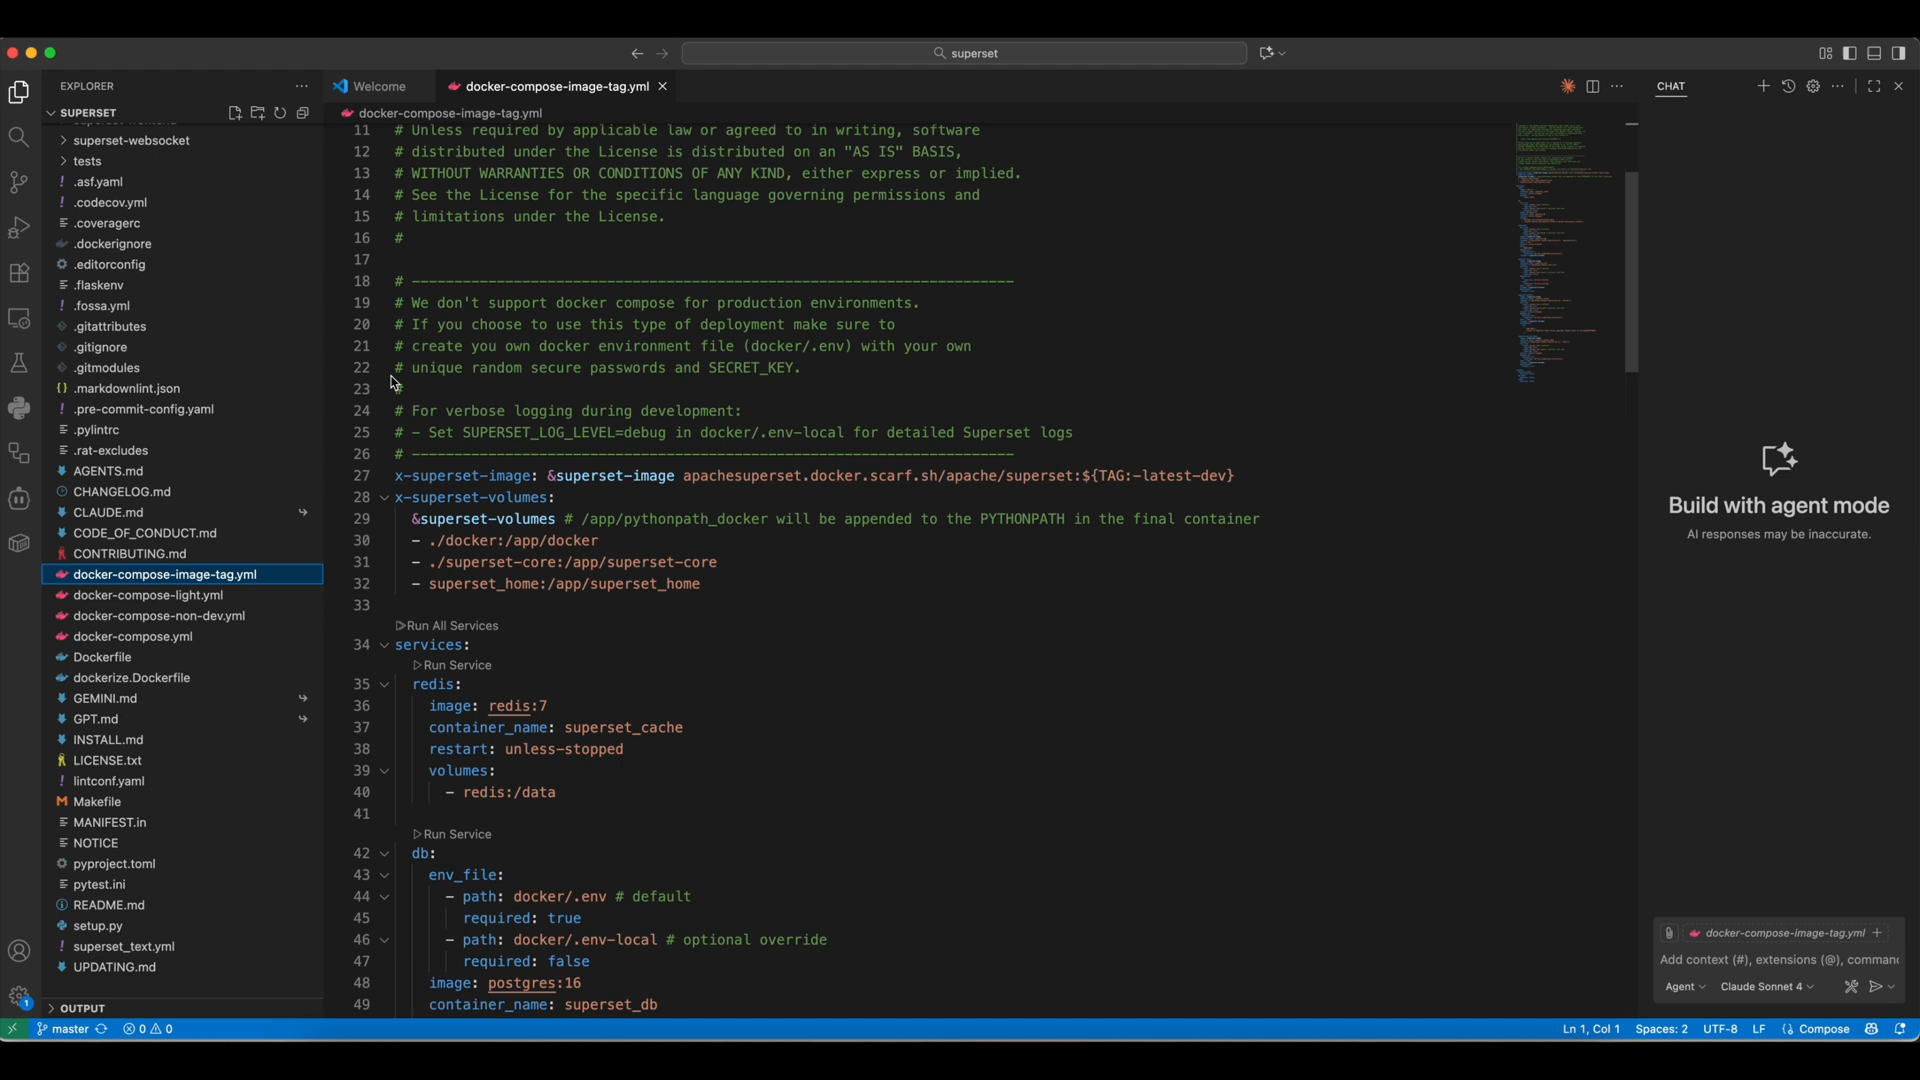 superset
EXPLORER
SUPERSET
superset-websocket
tests
.asf.yaml
.codecov.yml
.coveragerc
.dockerignore
.editorconfig
.flaskenv
.fossa.yml
.gitattributes
.gitignore
.gitmodules
.markdownlint.json
.pre-commit-config.yaml
.pylintrc
.rat-excludes
AGENTS.md
CHANGELOG.md
CLAUDE.md
CODE_OF_CONDUCT.md
CONTRIBUTING.md
docker-compose-image-tag.yml
docker-compose-light.yml
docker-compose-non-dev.yml
docker-compose.yml
Dockerfile
dockerize.Dockerfile
GEMINI.md
GPT.md
INSTALL.md
LICENSE.txt
lintconf.yaml
Makefile
MANIFEST.in
NOTICE
pyproject.toml
pytest.ini
README.md
setup.py
superset_text.yml
UPDATING.md
OUTPUT
Welcome
docker-compose-image-tag.yml
docker-compose-image-tag.yml
11 # Unless required by applicable law or agreed to in writing, software
12 # distributed under the License is distributed on an "AS IS" BASIS,
13 # WITHOUT WARRANTIES OR CONDITIONS OF ANY KIND, either express or implied.
14 # See the License for the specific language governing permissions and
15 # limitations under the License.
16 #
17
18 # -----------------------------------------------------------------------
19 # We don't support docker compose for production environments.
20 # If you choose to use this type of deployment make sure to
21 # create you own docker environment file (docker/.env) with your own
22 # unique random secure passwords and SECRET_KEY.
23 #
24 # For verbose logging during development:
25 # - Set SUPERSET_LOG_LEVEL=debug in docker/.env-local for detailed Superset logs
26 # -----------------------------------------------------------------------
27 x-superset-image: &superset-image apachesuperset.docker.scarf.sh/apache/superset:${TAG:-latest-dev}
28 x-superset-volumes:
29 &superset-volumes # /app/pythonpath_docker will be appended to the PYTHONPATH in the final container
30 - ./docker:/app/docker
31 - ./superset-core:/app/superset-core
32 - superset_home:/app/superset_home
33
Run All Services
34 services:
Run Service
35 redis:
36 image: redis:7
37 container_name: superset_cache
38 restart: unless-stopped
39 volumes:
40 - redis:/data
41
Run Service
42 db:
43 env_file:
44 - path: docker/.env # default
45 required: true
46 - path: docker/.env-local # optional override
47 required: false
48 image: postgres:16
49 container_name: superset_db
CHAT
Build with agent mode
AI responses may be inaccurate.
docker-compose-image-tag.yml
Add context (#), extensions (@), comman
Agent
Claude Sonnet 4
1
master
0
0
Ln 1, Col 1
Spaces: 2
UTF-8
LF
Compose